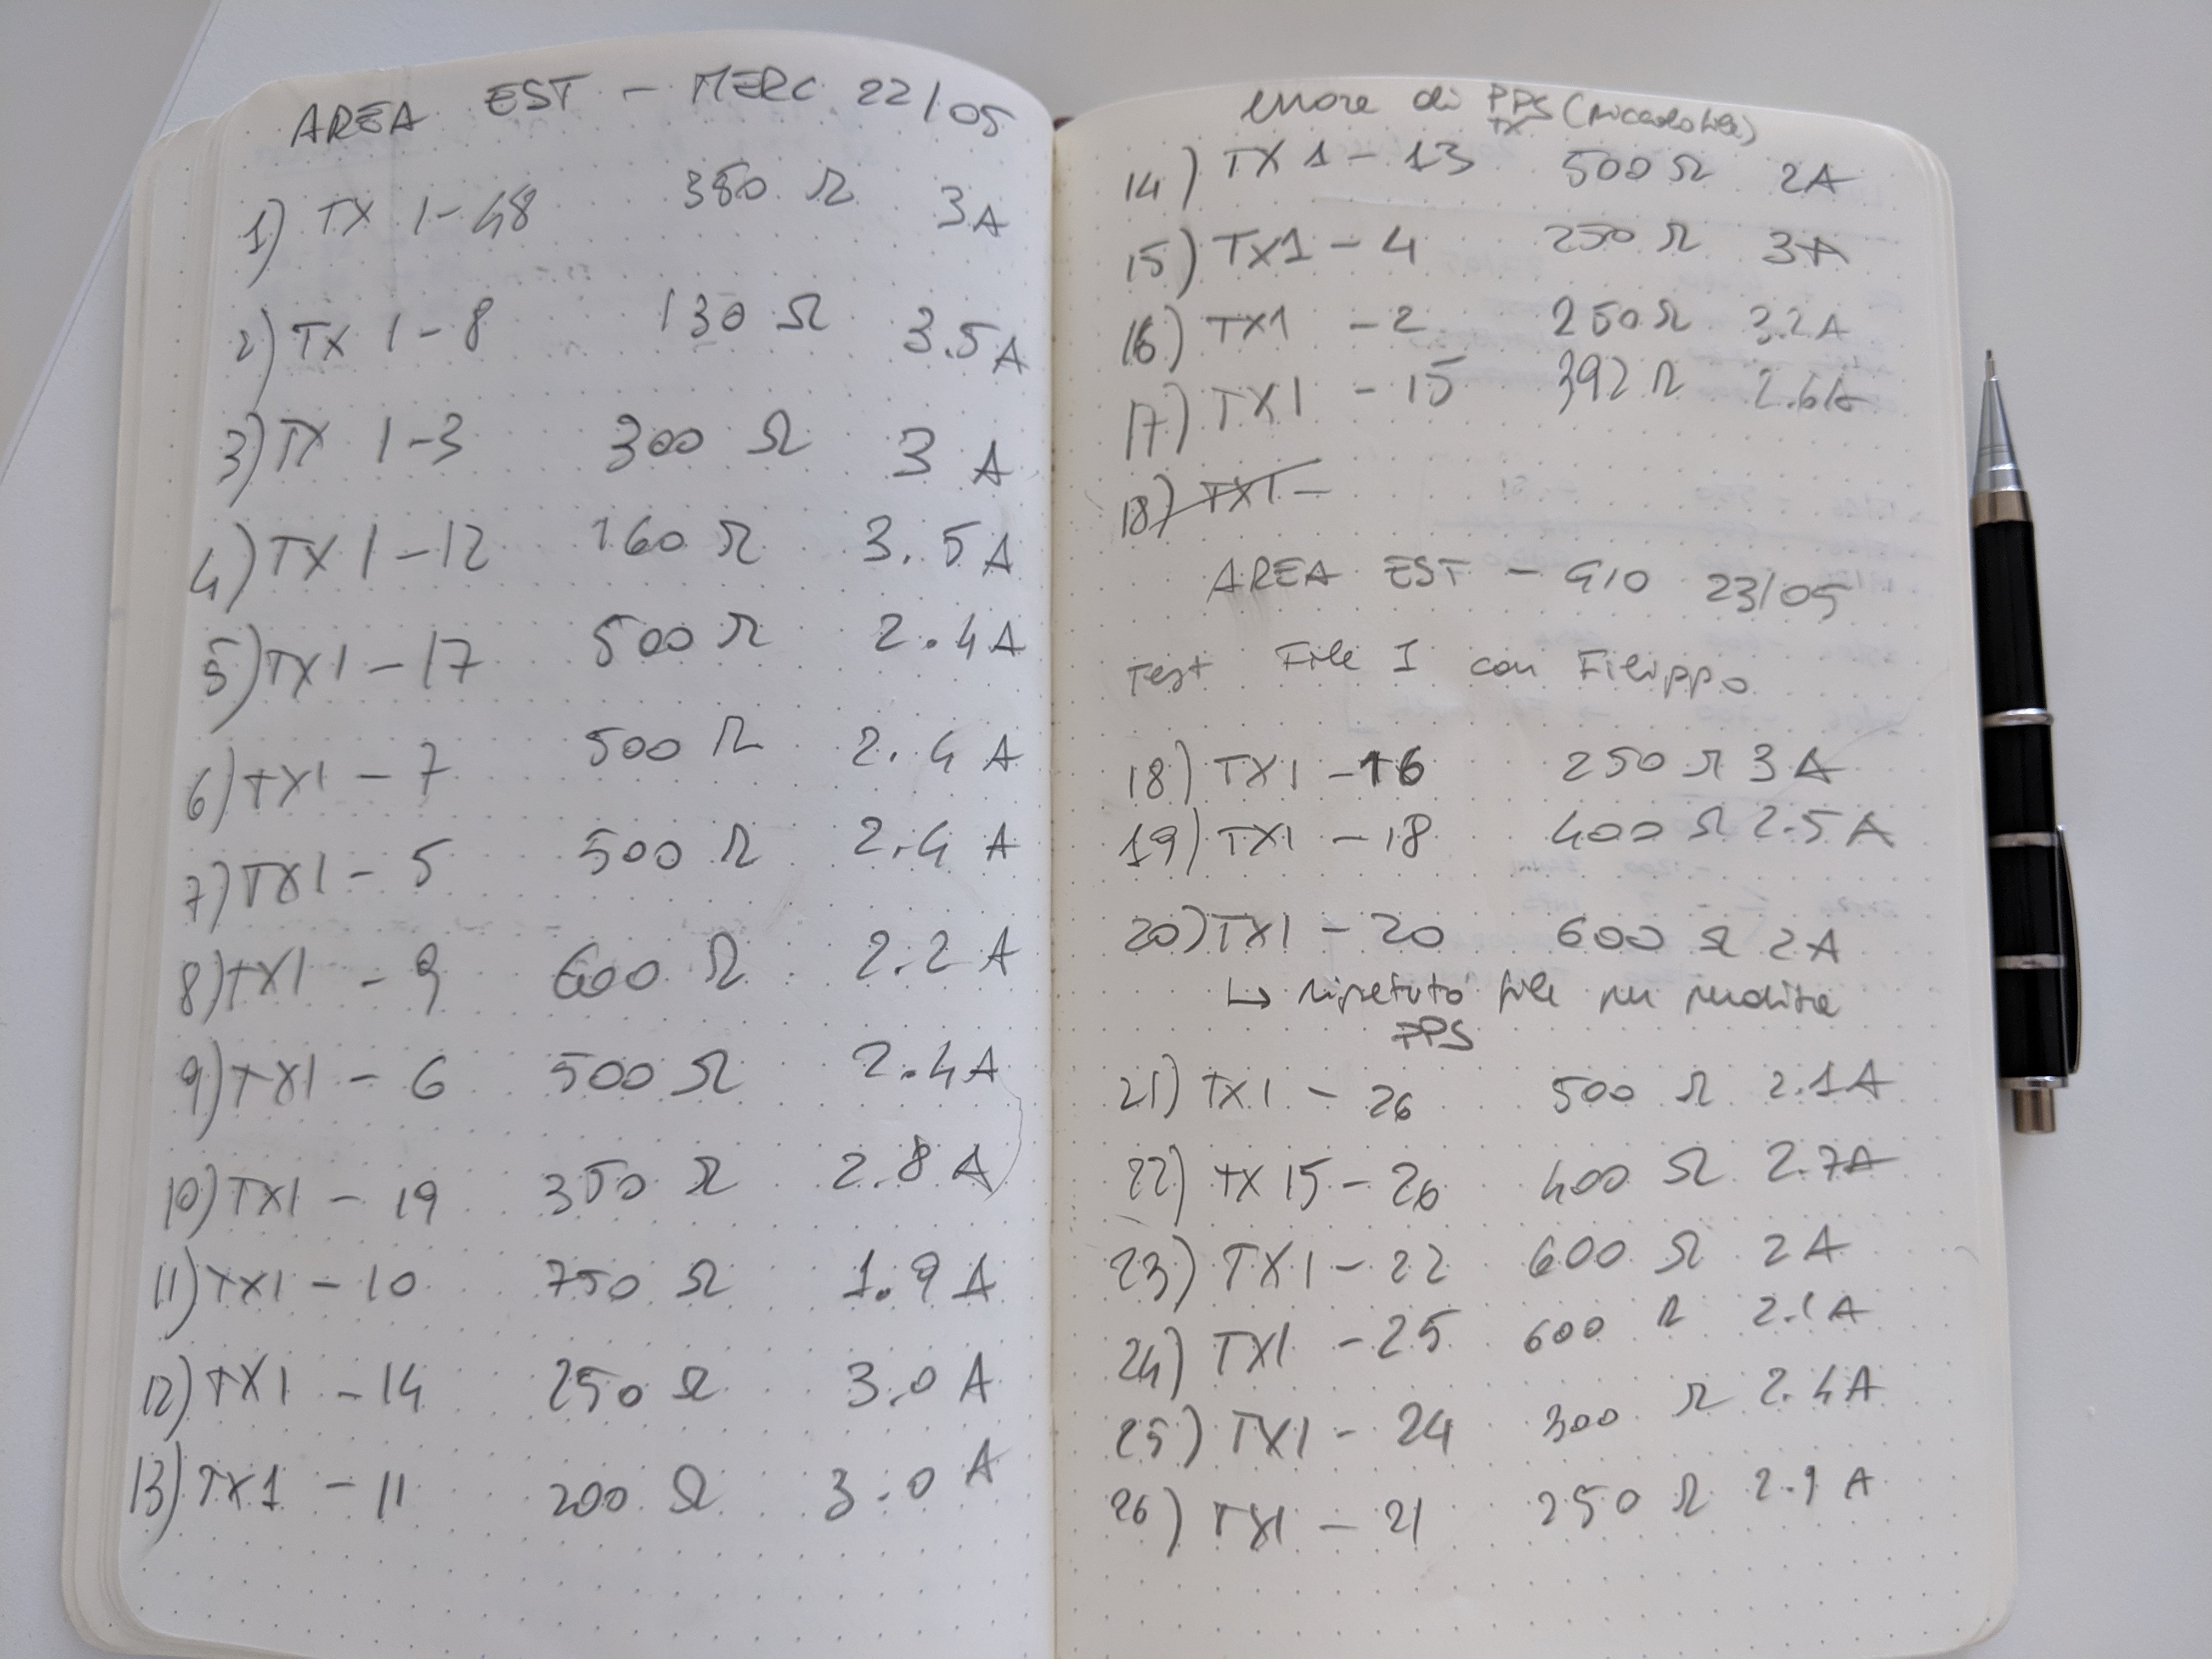 AREA EST - MERC 22/05
1) TX 1-48 350 Ω 3A
2) TX 1-8 130 Ω 3.5A
3) TX 1-3 300 Ω 3 A
4) TX 1-12 160 Ω 3.5 A
5) TX1-17 500 Ω 2.4 A
6) TX1 - 7 500 Ω 2.4 A
7) TX1 - 5 500 Ω 2.4 A
8) TX1 - 9 600 Ω 2.2 A
9) TX1 - 6 500 Ω 2.4A
10) TX1 - 19 350 Ω 2.8 A
11) TX1 - 10 750 Ω 1.9 A
12) TX1 - 14 250 Ω 3.0 A
13) TX1 - 11 200 Ω 3.0 A
errore di PPS (piccolo file)
TX
14) TX 1 - 13 500 Ω 2A
15) TX1 - 4 250 Ω 3A
16) TX1 - 2 250 Ω 3.2 A
17) TX1 - 15 392 Ω 2.6A
18) TX1 -
AREA EST - GIO 23/05
Test File I con Filippo
18) TX1 - 16 250 Ω 3 A
19) TX1 - 18 400 Ω 2.5 A
20) TX1 - 20 600 Ω 2A
↳ ripetuto file per perdita
PPS
21) TX1 - 26 500 Ω 2.1A
22) TX 15 - 26 400 Ω 2.7A
23) TX1 - 22 600 Ω 2A
24) TX1 - 25 600 Ω 2.1A
25) TX1 - 24 300 Ω 2.4A
26) TX1 - 21 250 Ω 2.9 A